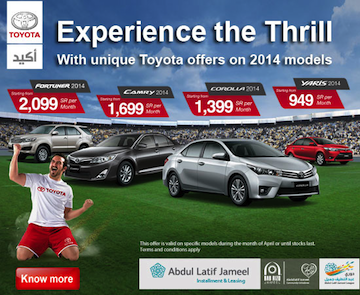 TOYOTA
أكيد
Experience the Thrill
With unique Toyota offers on 2014 models
FORTUNER 2014
Starting from
2,099 SR per Month
CAMRY 2014
Starting from
1,699 SR per Month
COROLLA 2014
Starting from
1,399 SR per Month
YARIS 2014
Starting from
949 SR per Month
TOYOTA
This offer is valid on specific models during the month of April or until stocks last.
Terms and conditions apply
Know more
Abdul Latif Jameel
Installment & Leasing